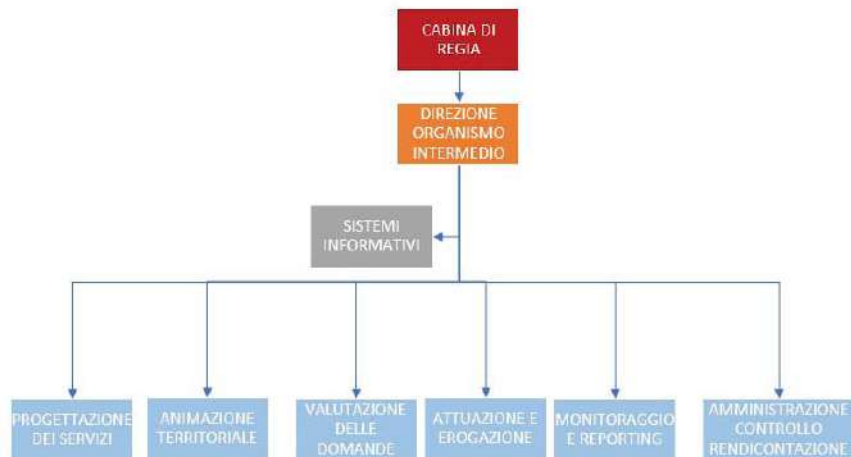 CABINA DI
REGIA
DIREZIONE
ORGANISMO
INTERMEDIO
SISTEMI
INFORMATIVI
PROGETTAZIONE
DEI SERVIZI
ANIMAZIONE
TERRITORIALE
VALUTAZIONE
DELLE
DOMANDE
ATTUAZIONE E
EROGAZIONE
MONITORAGGIO
E REPORTING
AMMINISTRAZIONE
CONTROLLO
RENDICONTAZIONE